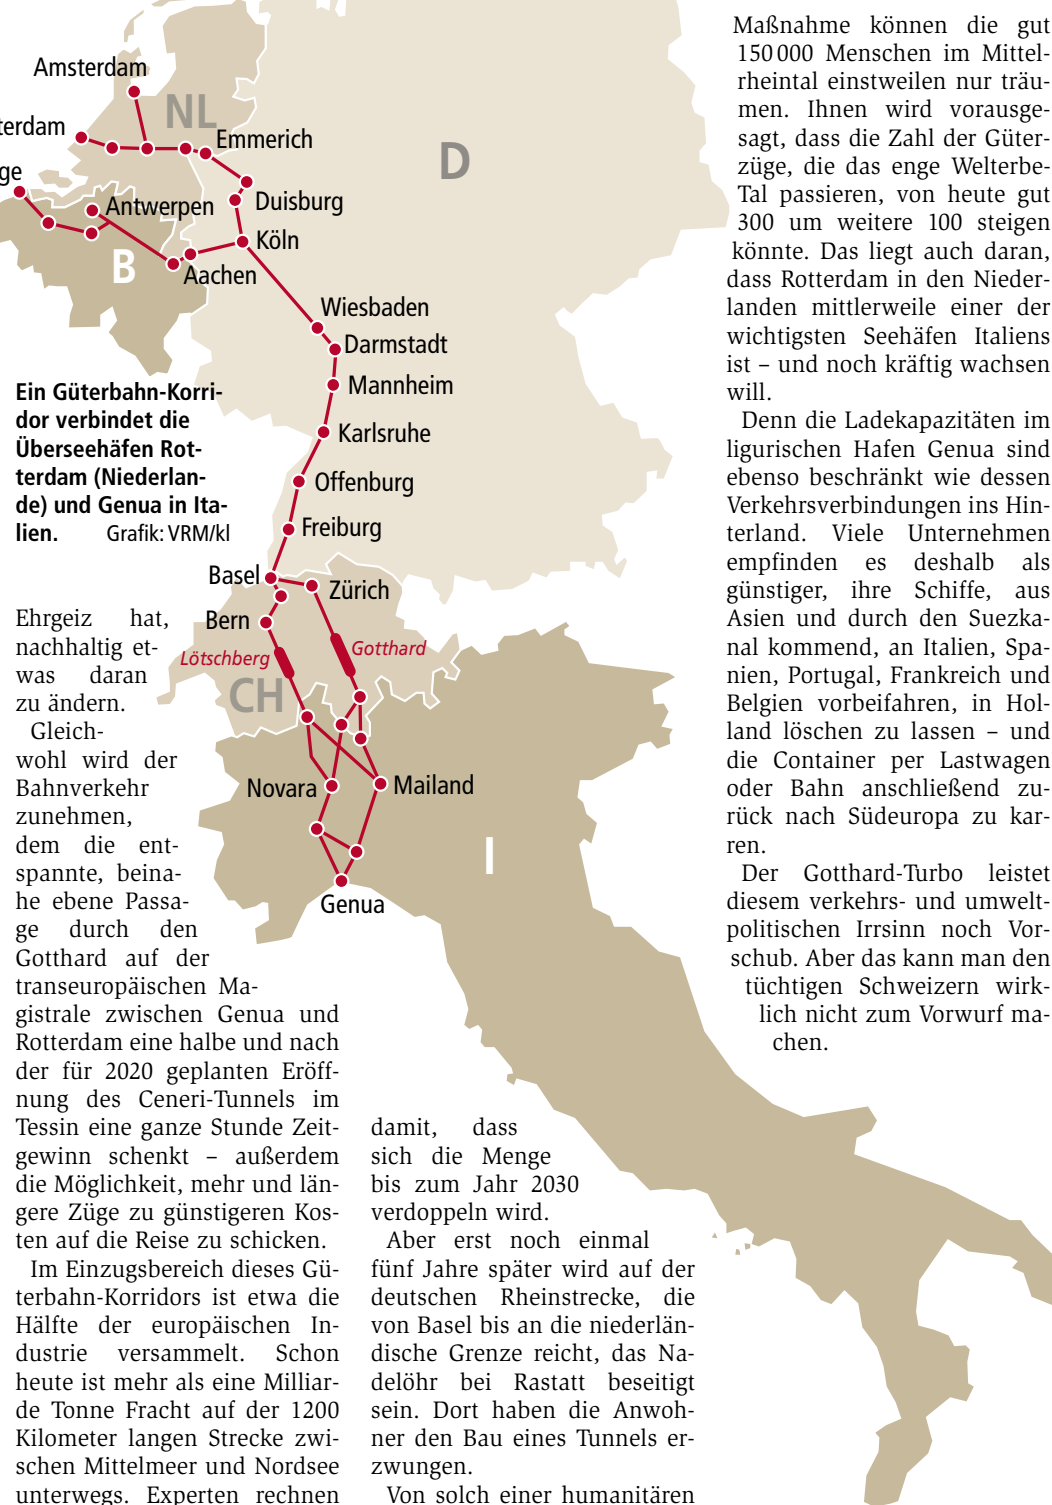 Amsterdam
terdam
NL
Emmerich
D
ge
Antwerpen
Duisburg
Köln
B
Aachen
Wiesbaden
Darmstadt
Mannheim
Karlsruhe
Offenburg
Freiburg
Basel
Zürich
Bern
Lötschberg
Gotthard
CH
Novara
Mailand
I
Genua
Ein Güterbahn-Korri-
dor verbindet die
Überseehäfen Rot-
terdam (Niederlan-
de) und Genua in Ita-
lien. Grafik: VRM/kl
Ehrgeiz hat,
nachhaltig et-
was daran
zu ändern.
Gleich-
wohl wird der
Bahnverkehr
zunehmen,
dem die ent-
spannte, beina-
he ebene Passa-
ge durch den
Gotthard auf der
transeuropäischen Ma-
gistrale zwischen Genua und
Rotterdam eine halbe und nach
der für 2020 geplanten Eröff-
nung des Ceneri-Tunnels im
Tessin eine ganze Stunde Zeit-
gewinn schenkt – außerdem
die Möglichkeit, mehr und län-
gere Züge zu günstigeren Kos-
ten auf die Reise zu schicken.
Im Einzugsbereich dieses Gü-
terbahn-Korridors ist etwa die
Hälfte der europäischen In-
dustrie versammelt. Schon
heute ist mehr als eine Milliar-
de Tonne Fracht auf der 1200
Kilometer langen Strecke zwi-
schen Mittelmeer und Nordsee
unterwegs. Experten rechnen
damit, dass
sich die Menge
bis zum Jahr 2030
verdoppeln wird.
Aber erst noch einmal
fünf Jahre später wird auf der
deutschen Rheinstrecke, die
von Basel bis an die niederlän-
dische Grenze reicht, das Na-
delöhr bei Rastatt beseitigt
sein. Dort haben die Anwoh-
ner den Bau eines Tunnels er-
zwungen.
Von solch einer humanitären
Maßnahme können die gut
150 000 Menschen im Mittel-
rheintal einstweilen nur träu-
men. Ihnen wird vorausge-
sagt, dass die Zahl der Güter-
züge, die das enge Welterbe-
Tal passieren, von heute gut
300 um weitere 100 steigen
könnte. Das liegt auch daran,
dass Rotterdam in den Nieder-
landen mittlerweile einer der
wichtigsten Seehäfen Italiens
ist – und noch kräftig wachsen
will.
Denn die Ladekapazitäten im
ligurischen Hafen Genua sind
ebenso beschränkt wie dessen
Verkehrsverbindungen ins Hin-
terland. Viele Unternehmen
empfinden es deshalb als
günstiger, ihre Schiffe, aus
Asien und durch den Suezka-
nal kommend, an Italien, Spa-
nien, Portugal, Frankreich und
Belgien vorbeifahren, in Hol-
land löschen zu lassen – und
die Container per Lastwagen
oder Bahn anschließend zu-
rück nach Südeuropa zu kar-
ren.
Der Gotthard-Turbo leistet
diesem verkehrs- und umwelt-
politischen Irrsinn noch Vor-
schub. Aber das kann man den
tüchtigen Schweizern wirk-
lich nicht zum Vorwurf ma-
chen.